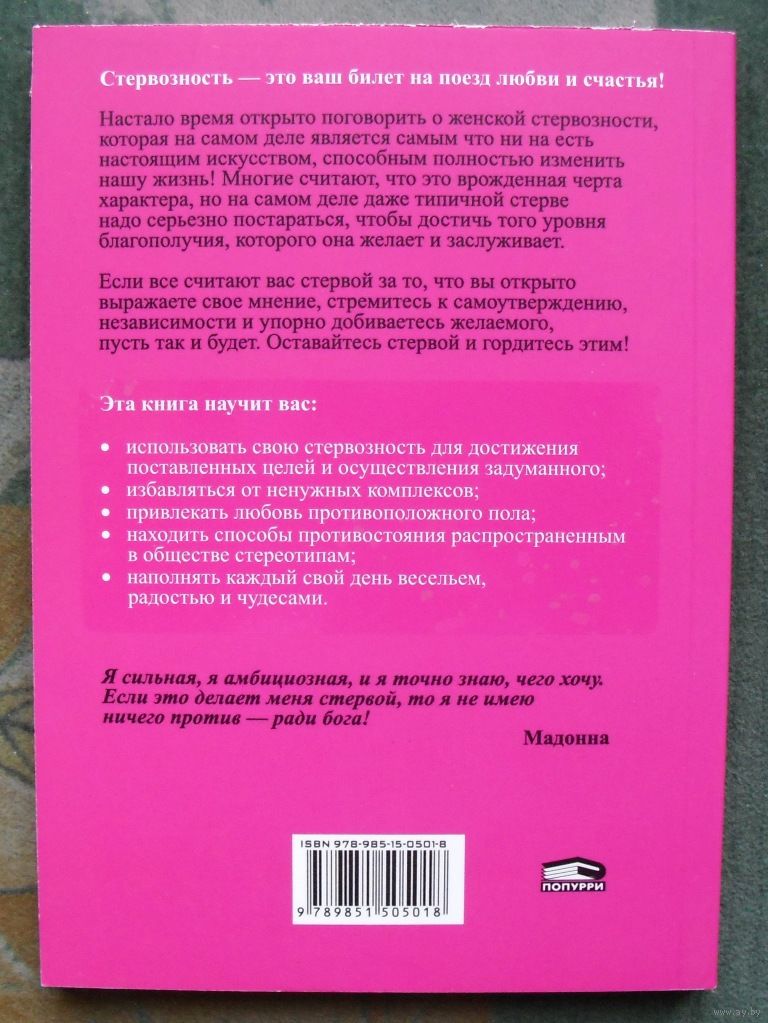 Стервозность — это ваш билет на поезд любви и счастья!
Настало время открыто поговорить о женской стервозности,
которая на самом деле является самым что ни на есть
настоящим искусством, способным полностью изменить
нашу жизнь! Многие считают, что это врожденная черта
характера, но на самом деле даже типичной стерве
надо серьезно постараться, чтобы достичь того уровня
благополучия, которого она желает и заслуживает.
Если все считают вас стервой за то, что вы открыто
выражаете свое мнение, стремитесь к самоутверждению,
независимости и упорно добиваетесь желаемого,
пусть так и будет. Оставайтесь стервой и гордитесь этим!
Эта книга научит вас:
• использовать свою стервозность для достижения
поставленных целей и осуществления задуманного;
• избавляться от ненужных комплексов;
• привлекать любовь противоположного пола;
• находить способы противостояния распространенным
в обществе стереотипам;
• наполнять каждый свой день весельем,
радостью и чудесами.
Я сильная, я амбициозная, и я точно знаю, чего хочу.
Если это делает меня стервой, то я не имею
ничего против — ради бога!
Мадонна
ISBN 978-985-15-0501-8
9 789851 505018
ПОПУРРИ
www.ay.by